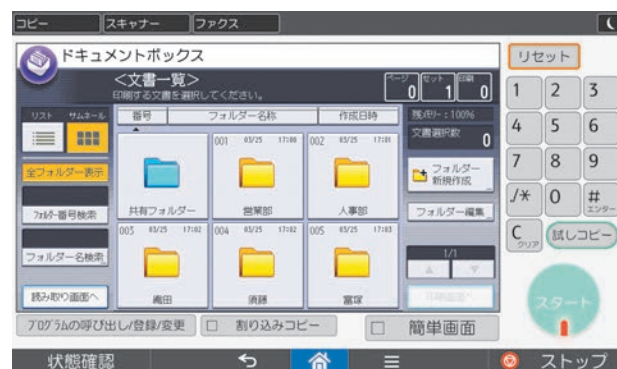 コピー スキャナー ファクス
ドキュメントボックス
リセット
<文書一覧>
印刷する文書を選択してください。
ページ 0 セット 1 印刷 0
1 2 3
リスト サムネール
番号 フォルダー名称 作成日時
残メモリー:100%
文書選択数 0
4 5 6
001 03/25 17:00 002 03/25 17:01
全フォルダー表示
フォルダー新規作成
7 8 9
フォルダー番号検索
共有フォルダー 営業部 人事部
フォルダー編集
./* 0 #
エンター
003 03/25 17:02 004 03/25 17:02 005 03/25 17:03
C クリア 試しコピー
フォルダー名検索
1/1
読み取り画面へ
織田 須藤 富塚
印刷画面へ
スタート
プログラムの呼び出し/登録/変更 割り込みコピー 簡単画面
状態確認 ストップ